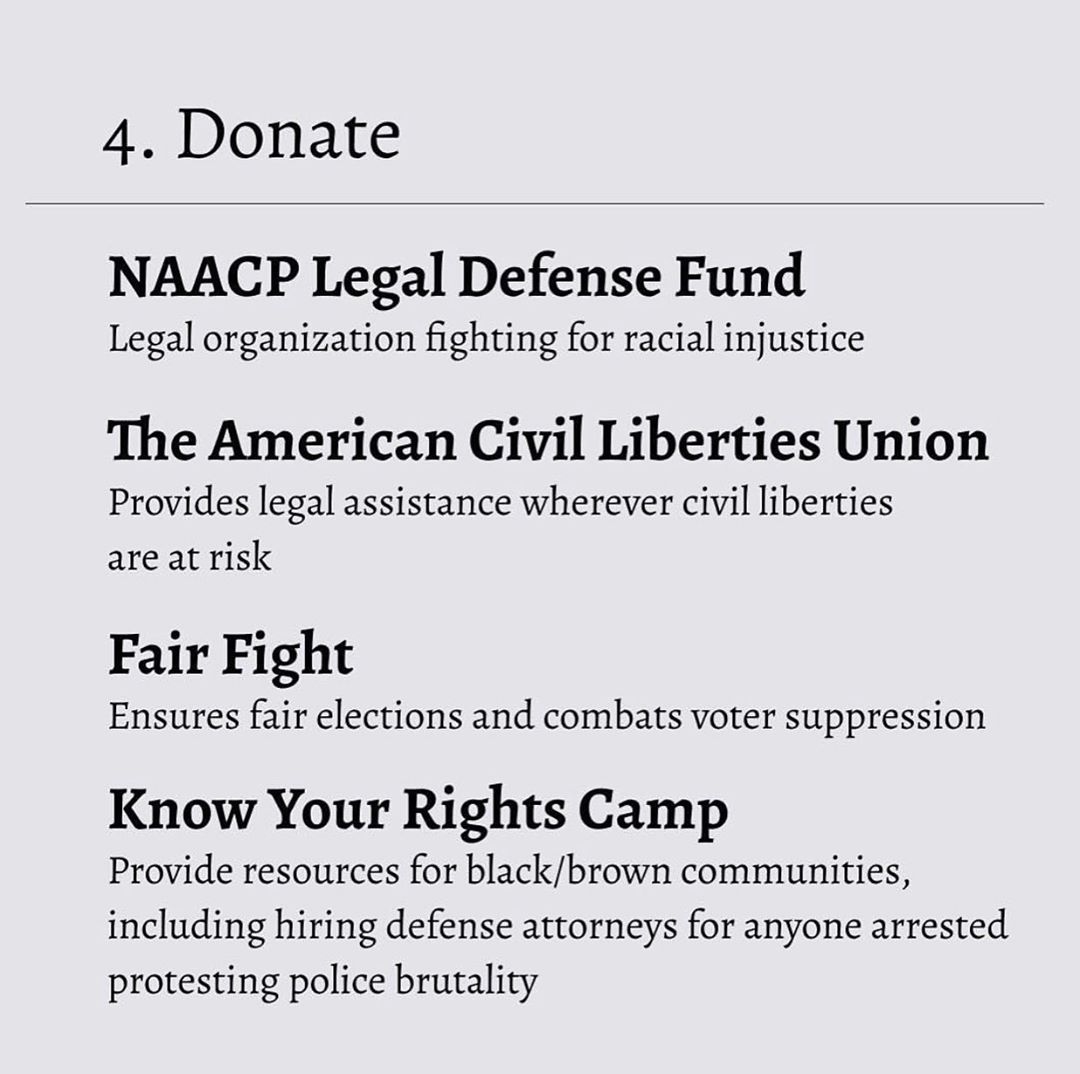 4. Donate
NAACP Legal Defense Fund
Legal organization fighting for racial injustice
The American Civil Liberties Union
Provides legal assistance wherever civil liberties
are at risk
Fair Fight
Ensures fair elections and combats voter suppression
Know Your Rights Camp
Provide resources for black/brown communities,
including hiring defense attorneys for anyone arrested
protesting police brutality